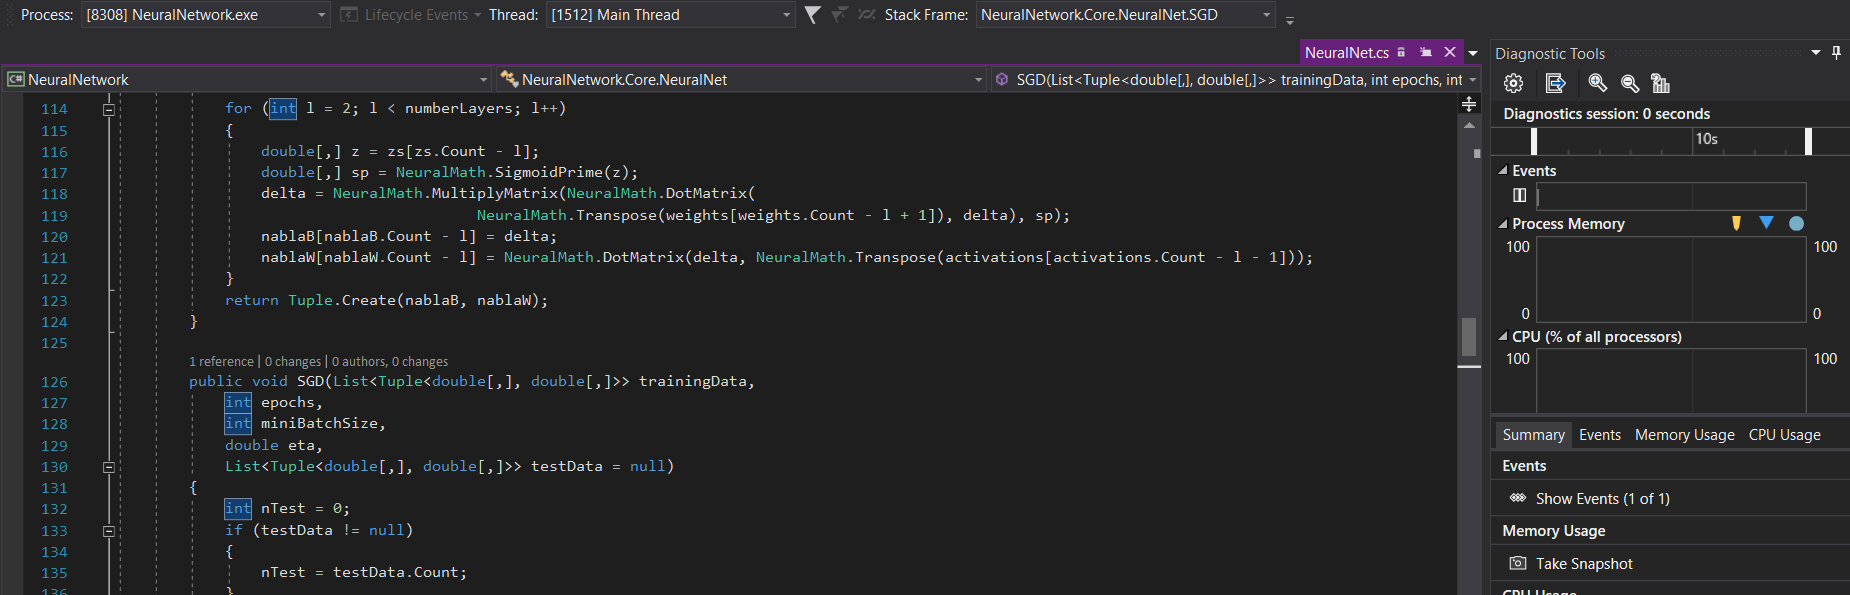 Process: [8308] NeuralNetwork.exe Lifecycle Events Thread: [1512] Main Thread Stack Frame: NeuralNetwork.Core.NeuralNet.SGD
NeuralNet.cs
C# NeuralNetwork NeuralNetwork.Core.NeuralNet SGD(List<Tuple<double[,], double[,]>> trainingData, int epochs, int
114 for (int l = 2; l < numberLayers; l++)
115 {
116 double[,] z = zs[zs.Count - l];
117 double[,] sp = NeuralMath.SigmoidPrime(z);
118 delta = NeuralMath.MultiplyMatrix(NeuralMath.DotMatrix(
119 NeuralMath.Transpose(weights[weights.Count - l + 1]), delta), sp);
120 nablaB[nablaB.Count - l] = delta;
121 nablaW[nablaW.Count - l] = NeuralMath.DotMatrix(delta, NeuralMath.Transpose(activations[activations.Count - l - 1]));
122 }
123 return Tuple.Create(nablaB, nablaW);
124 }
125
1 reference | 0 changes | 0 authors, 0 changes
126 public void SGD(List<Tuple<double[,], double[,]>> trainingData,
127 int epochs,
128 int miniBatchSize,
129 double eta,
130 List<Tuple<double[,], double[,]>> testData = null)
131 {
132 int nTest = 0;
133 if (testData != null)
134 {
135 nTest = testData.Count;
136 }
Diagnostic Tools
Diagnostics session: 0 seconds
10s
Events
Process Memory
100 100
0 0
CPU (% of all processors)
100 100
Summary Events Memory Usage CPU Usage
Events
Show Events (1 of 1)
Memory Usage
Take Snapshot
CPU Usage